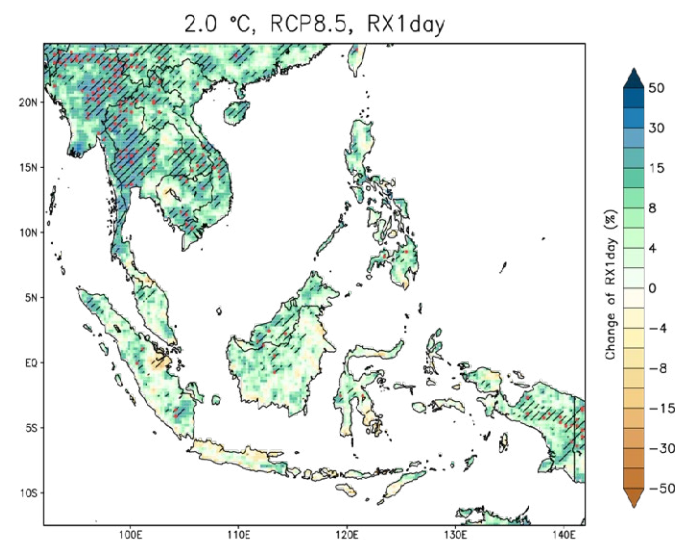 2.0 °C, RCP8.5, RX1day
20N
15N
10N
5N
EQ
5S
10S
100E
110E
120E
130E
140E
50
30
15
8
4
0
−4
−8
−15
−30
−50
Change of RX1day (%)